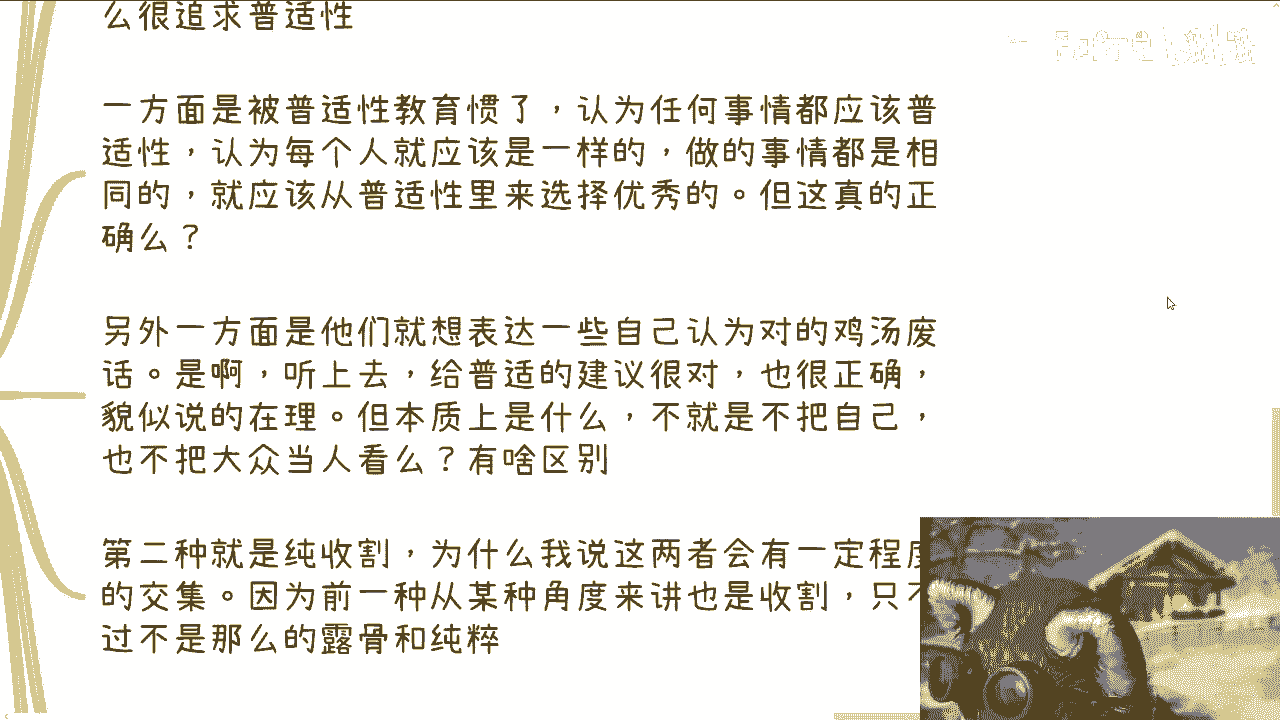 么很追求普适性
一方面是被普适性教育惯了，认为任何事情都应该普
适性，认为每个人就应该是一样的，做的事情都是相
同的，就应该从普适性里来选择优秀的。但这真的正
确么？
另外一方面是他们就想表达一些自己认为对的鸡汤废
话。是啊，听上去，给普适的建议很对，也很正确，
貌似说的在理。但本质上是什么，不就是不把自己，
也不把大众当人看么？有啥区别
第二种就是纯收割，为什么我说这两者会有一定程度
的交集。因为前一种从某种角度来讲也是收割，只不
过不是那么的露骨和纯粹